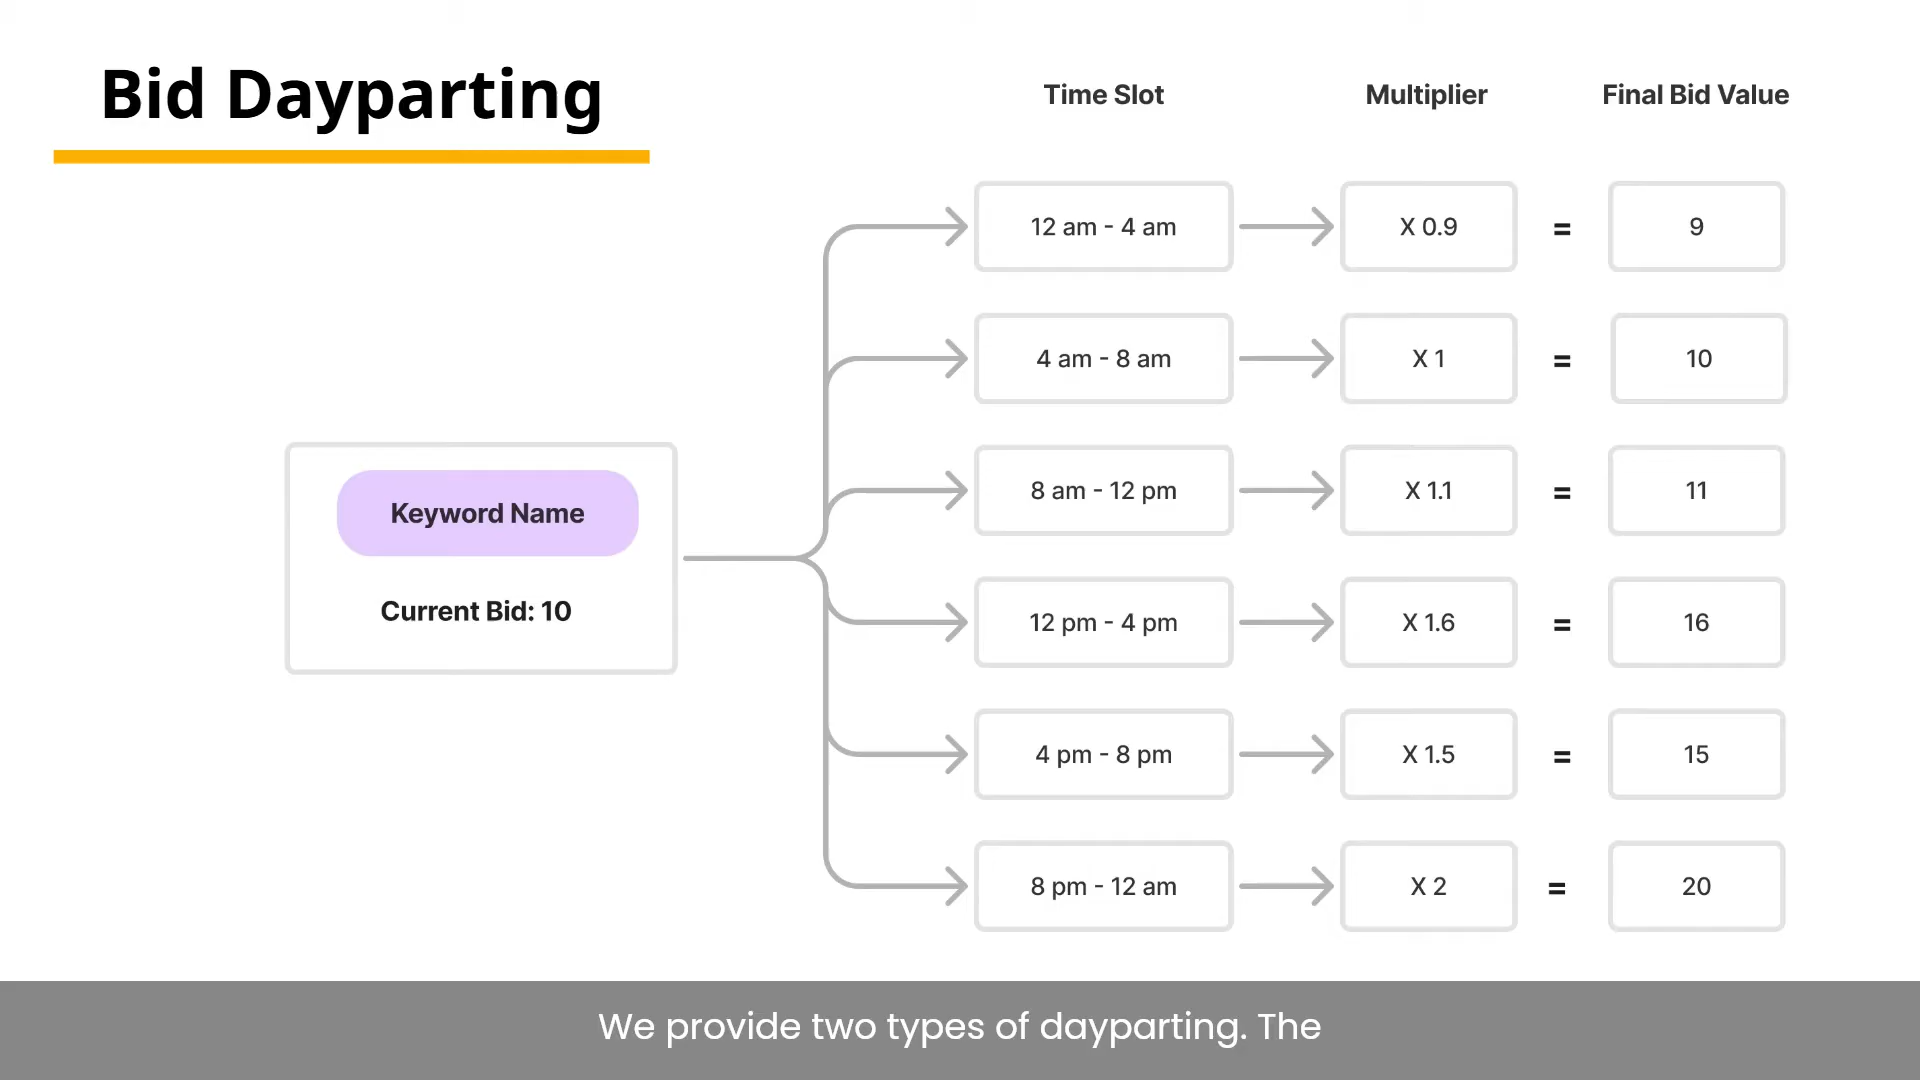 Bid Dayparting
Time Slot Multiplier Final Bid Value
12 am - 4 am X 0.9 = 9
4 am - 8 am X 1 = 10
8 am - 12 pm X 1.1 = 11
Keyword Name
Current Bid: 10
12 pm - 4 pm X 1.6 = 16
4 pm - 8 pm X 1.5 = 15
8 pm - 12 am X 2 = 20
We provide two types of dayparting. The